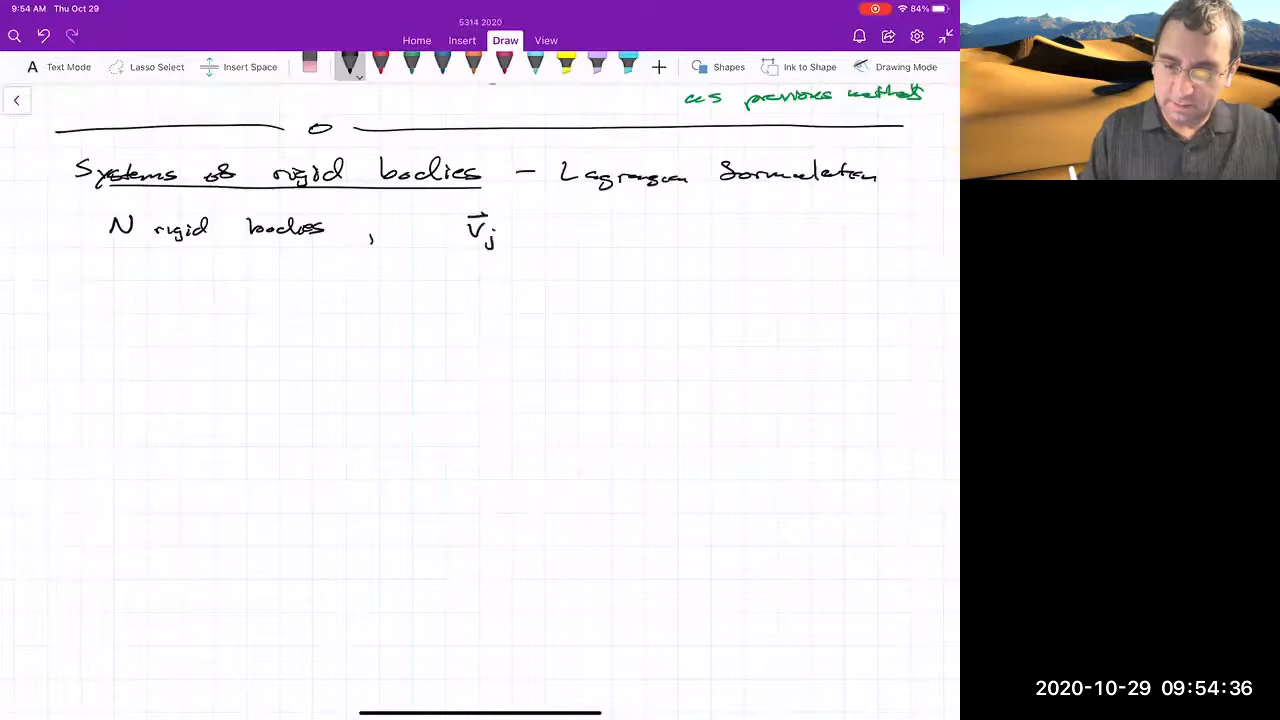 9:54 AM Thu Oct 29
84%
5314 2020
Home Insert Draw View
A Text Mode Lasso Select Insert Space Shapes Ink to Shape Drawing Mode
as previous method
Systems of rigid bodies - Lagrangian formulation
N rigid bodies , v⃗j
2020-10-29 09:54:36